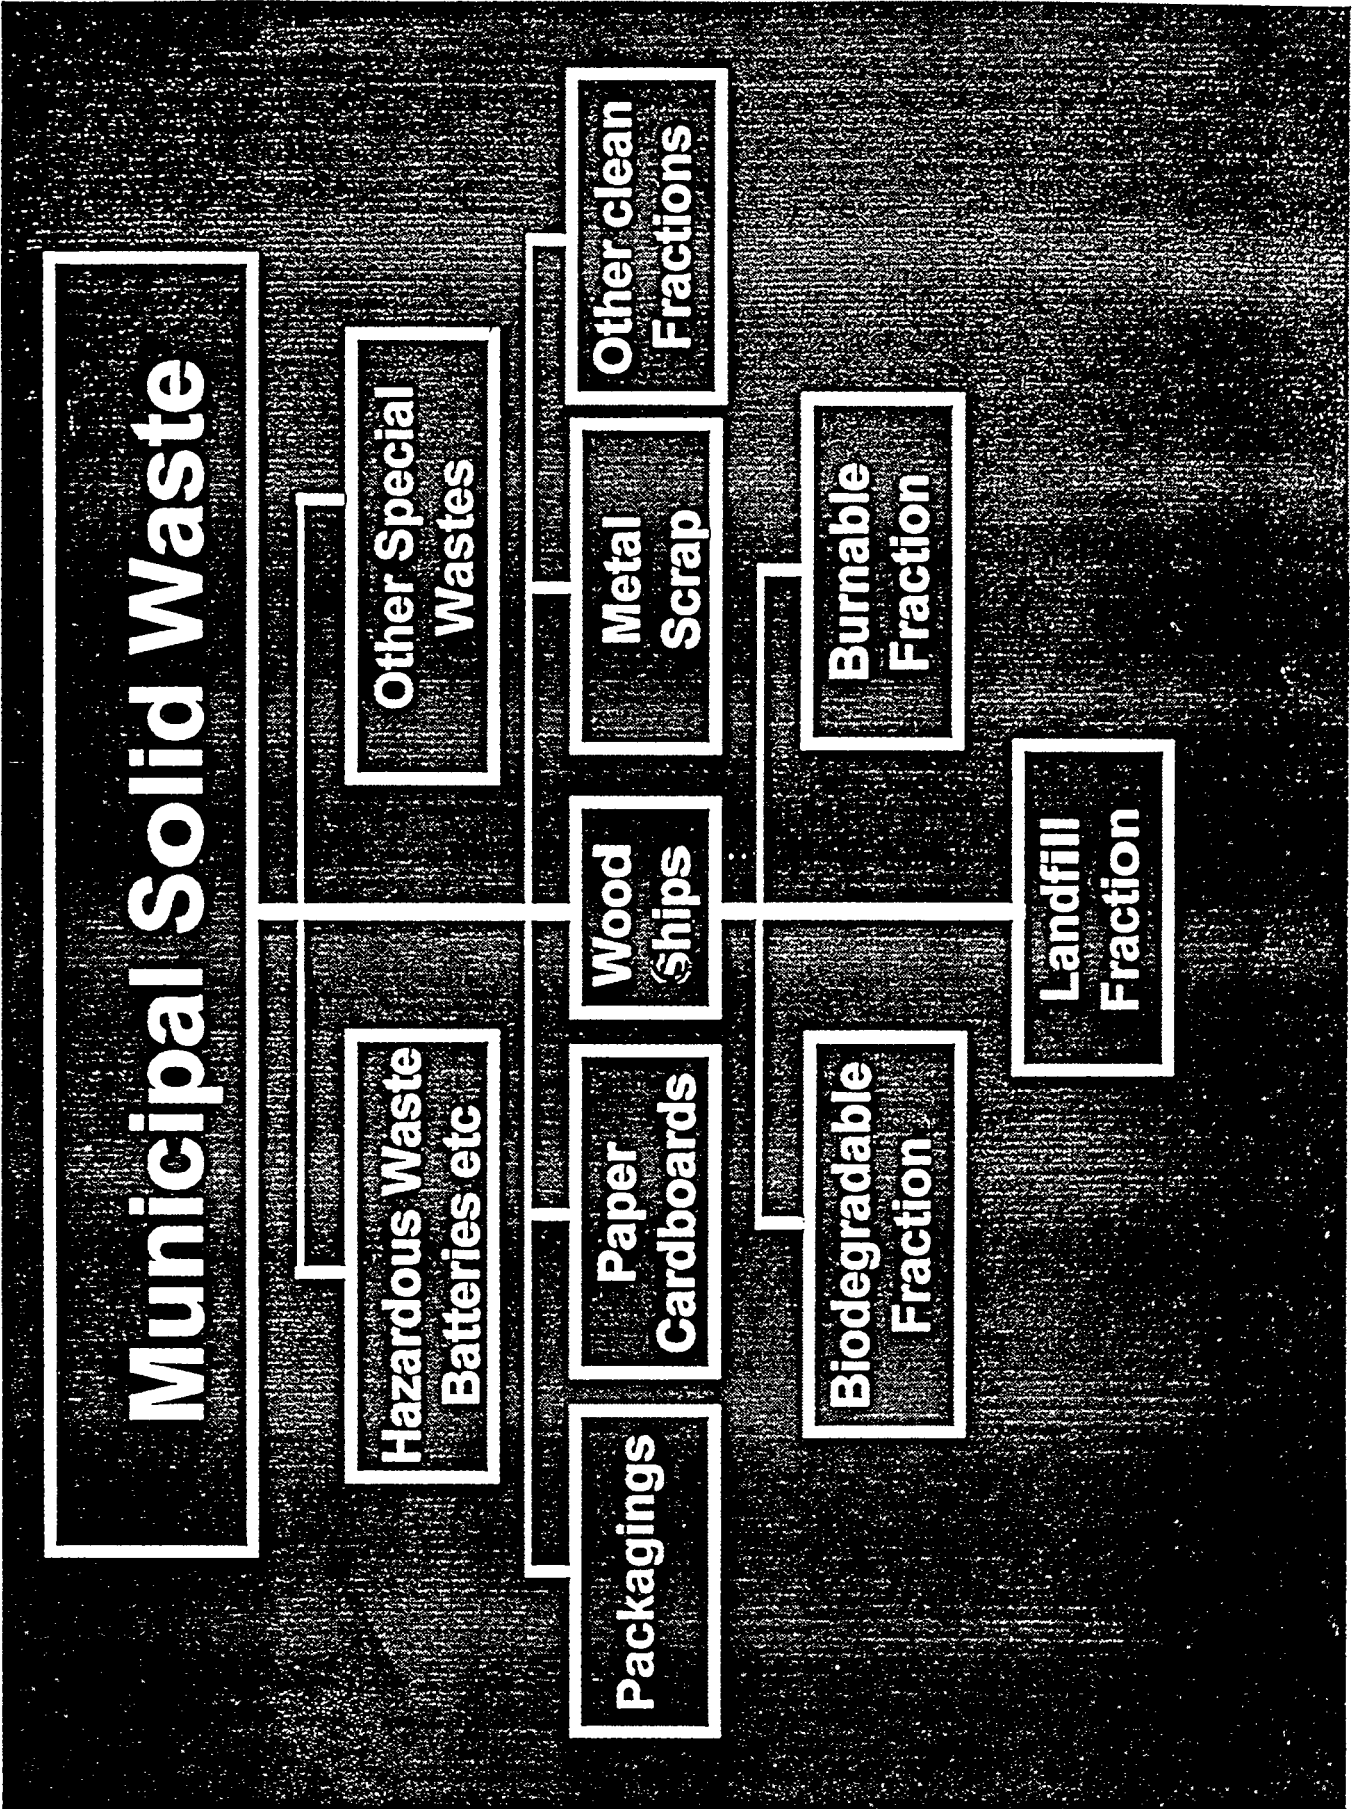 Municipal Solid Waste
Hazardous Waste
Batteries etc
Other Special
Wastes
Packagings
Paper
Cardboards
Wood
Ships
Metal
Scrap
Other clean
Fractions
Biodegradable
Fraction
Burnable
Fraction
Landfill
Fraction